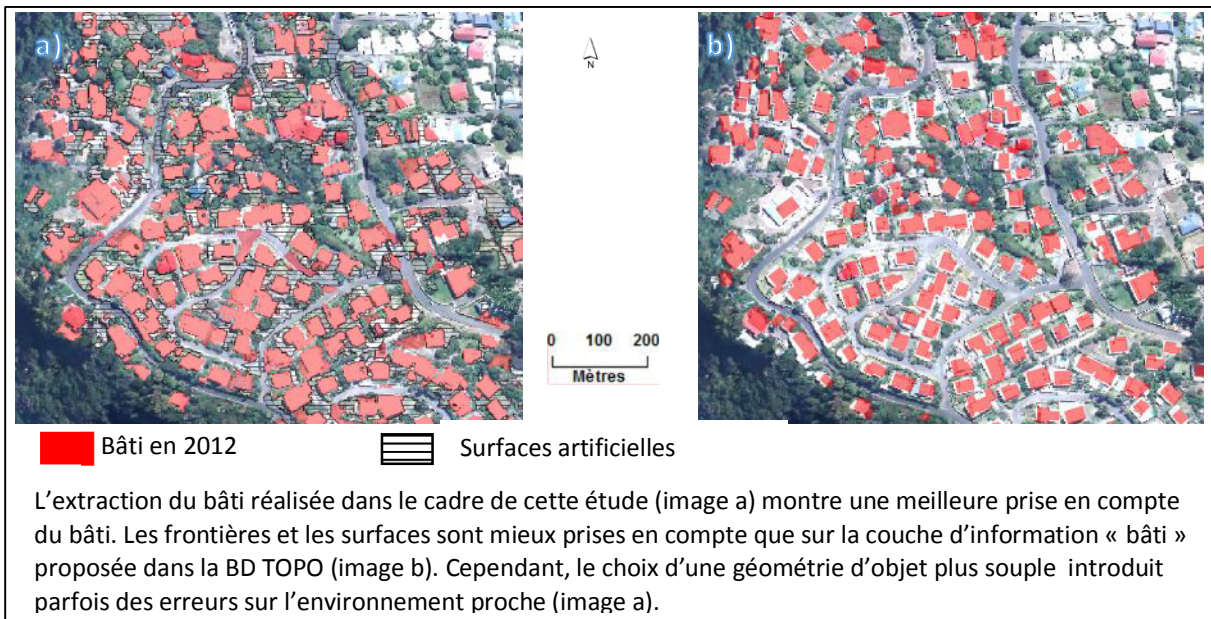 a)
N
b)
0 100 200
Mètres
Bâti en 2012
Surfaces artificielles
L’extraction du bâti réalisée dans le cadre de cette étude (image a) montre une meilleure prise en compte
du bâti. Les frontières et les surfaces sont mieux prises en compte que sur la couche d’information « bâti »
proposée dans la BD TOPO (image b). Cependant, le choix d’une géométrie d’objet plus souple introduit
parfois des erreurs sur l’environnement proche (image a).